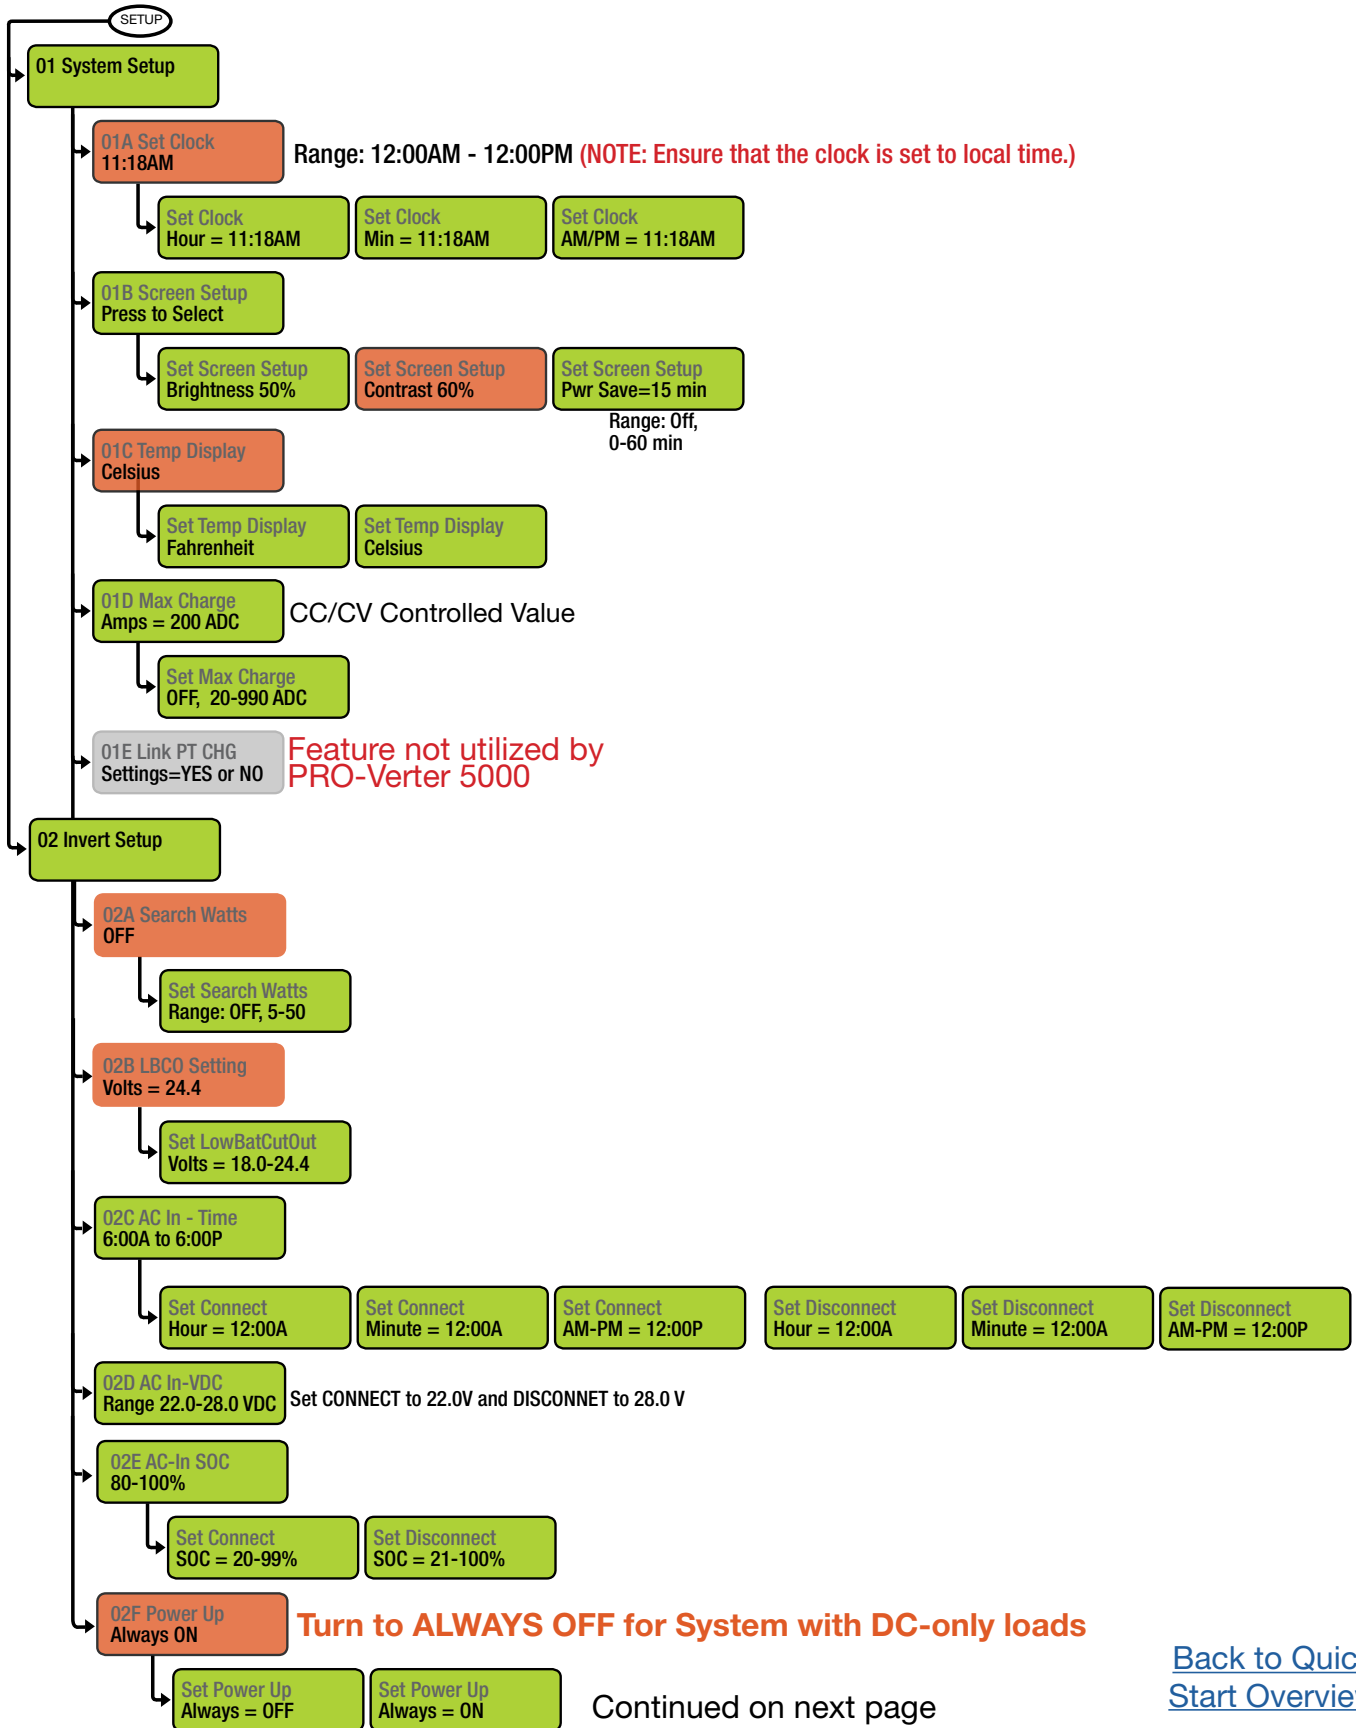 SETUP
01 System Setup
01A Set Clock
11:18AM
Range: 12:00AM - 12:00PM (NOTE: Ensure that the clock is set to local time.)
Set Clock
Hour = 11:18AM
Set Clock
Min = 11:18AM
Set Clock
AM/PM = 11:18AM
01B Screen Setup
Press to Select
Set Screen Setup
Brightness 50%
Set Screen Setup
Contrast 60%
Set Screen Setup
Pwr Save=15 min
Range: Off,
0-60 min
01C Temp Display
Celsius
Set Temp Display
Fahrenheit
Set Temp Display
Celsius
01D Max Charge
Amps = 200 ADC
CC/CV Controlled Value
Set Max Charge
OFF, 20-990 ADC
01E Link PT CHG
Settings=YES or NO
Feature not utilized by
PRO-Verter 5000
02 Invert Setup
02A Search Watts
OFF
Set Search Watts
Range: OFF, 5-50
02B LBCO Setting
Volts = 24.4
Set LowBatCutOut
Volts = 18.0-24.4
02C AC In - Time
6:00A to 6:00P
Set Connect
Hour = 12:00A
Set Connect
Minute = 12:00A
Set Connect
AM-PM = 12:00P
Set Disconnect
Hour = 12:00A
Set Disconnect
Minute = 12:00A
Set Disconnect
AM-PM = 12:00P
02D AC In-VDC
Range 22.0-28.0 VDC
Set CONNECT to 22.0V and DISCONNET to 28.0 V
02E AC-In SOC
80-100%
Set Connect
SOC = 20-99%
Set Disconnect
SOC = 21-100%
02F Power Up
Always ON
Turn to ALWAYS OFF for System with DC-only loads
Set Power Up
Always = OFF
Set Power Up
Always = ON
Continued on next page
Back to Quic
Start Overvie